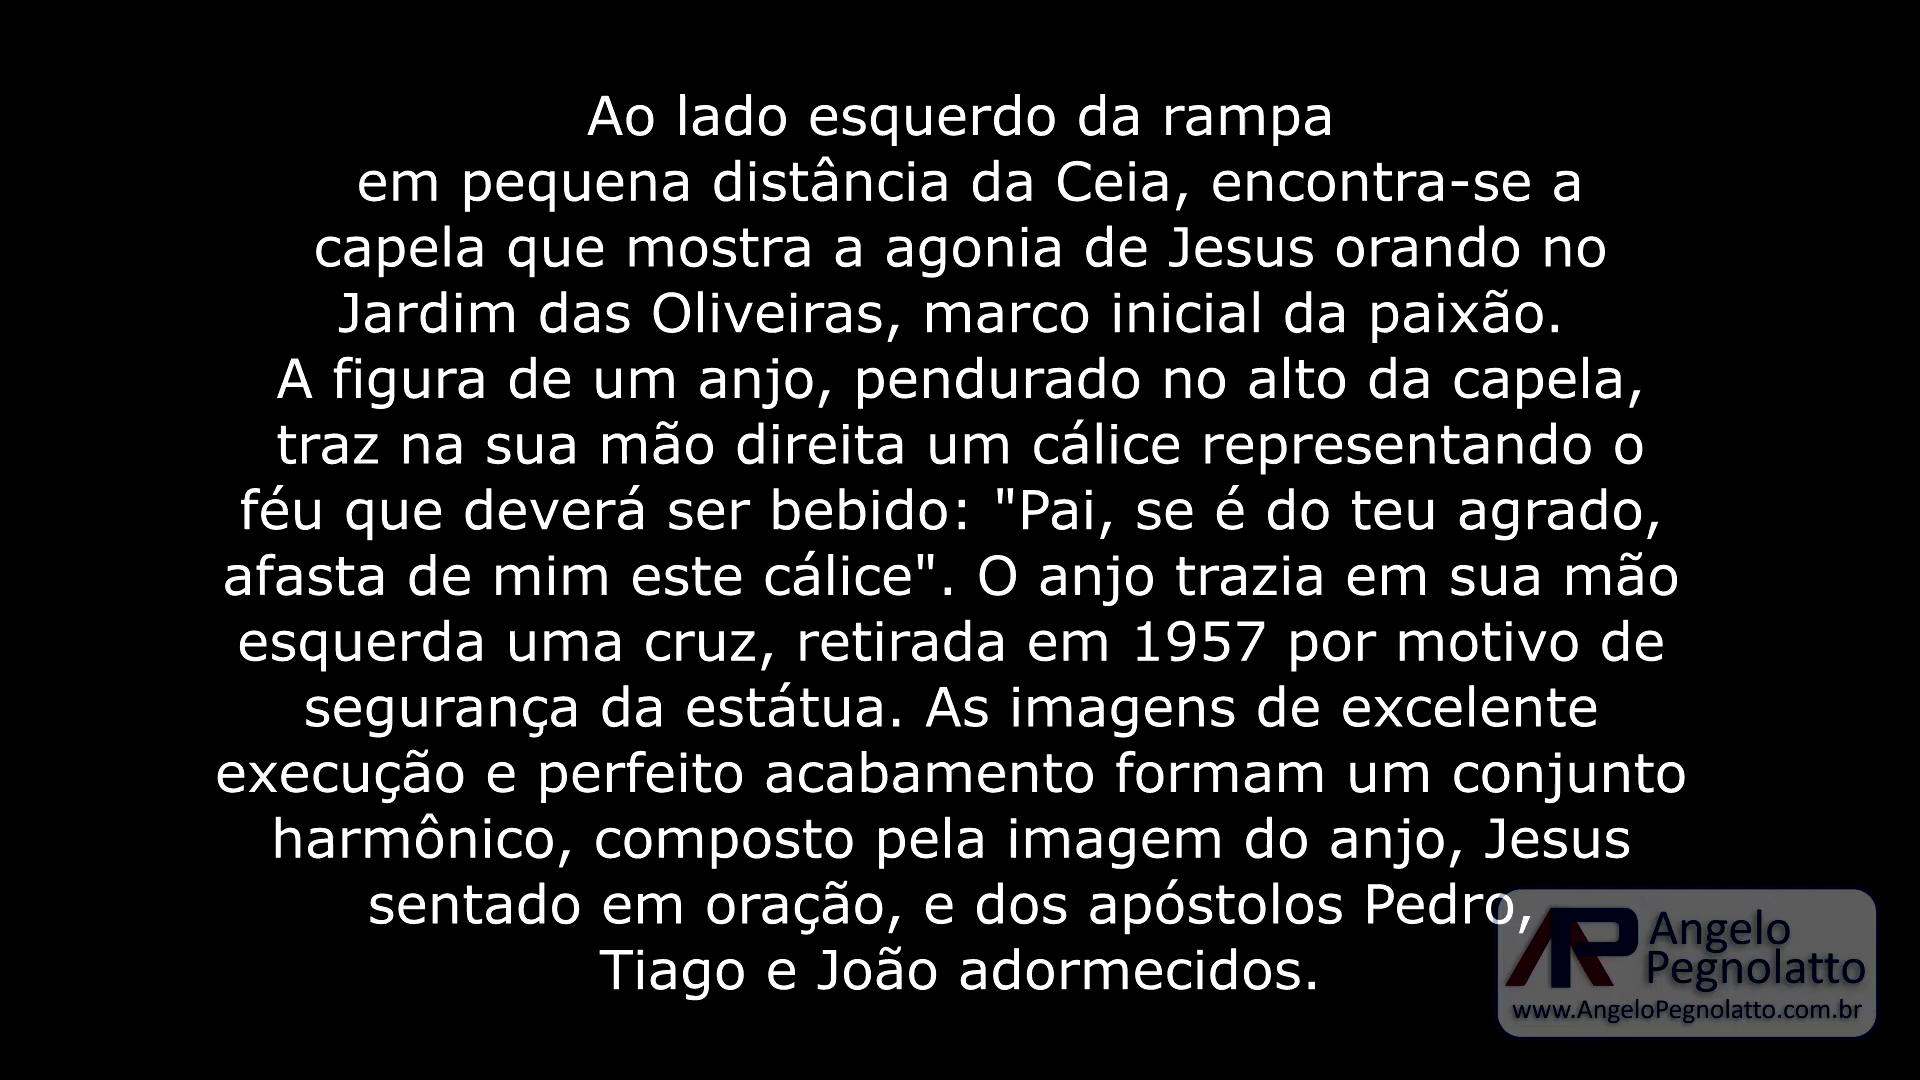 Ao lado esquerdo da rampa
em pequena distância da Ceia, encontra-se a
capela que mostra a agonia de Jesus orando no
Jardim das Oliveiras, marco inicial da paixão.
A figura de um anjo, pendurado no alto da capela,
traz na sua mão direita um cálice representando o
féu que deverá ser bebido: "Pai, se é do teu agrado,
afasta de mim este cálice". O anjo trazia em sua mão
esquerda uma cruz, retirada em 1957 por motivo de
segurança da estátua. As imagens de excelente
execução e perfeito acabamento formam um conjunto
harmônico, composto pela imagem do anjo, Jesus
sentado em oração, e dos apóstolos Pedro,
Tiago e João adormecidos.
AP Angelo
Pegnolatto
www.AngeloPegnolatto.com.br